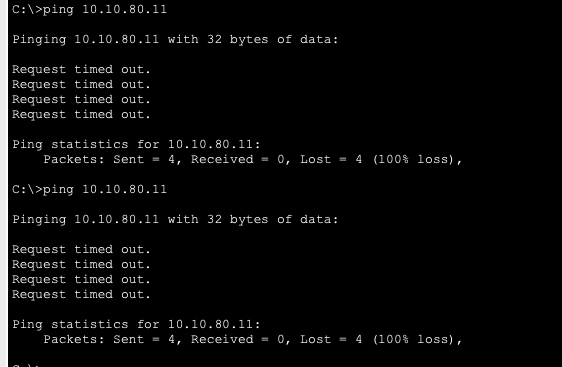 C:\>ping 10.10.80.11
Pinging 10.10.80.11 with 32 bytes of data:
Request timed out.
Request timed out.
Request timed out.
Request timed out.
Ping statistics for 10.10.80.11:
Packets: Sent = 4, Received = 0, Lost = 4 (100% loss),
C:\>ping 10.10.80.11
Pinging 10.10.80.11 with 32 bytes of data:
Request timed out.
Request timed out.
Request timed out.
Request timed out.
Ping statistics for 10.10.80.11:
Packets: Sent = 4, Received = 0, Lost = 4 (100% loss),